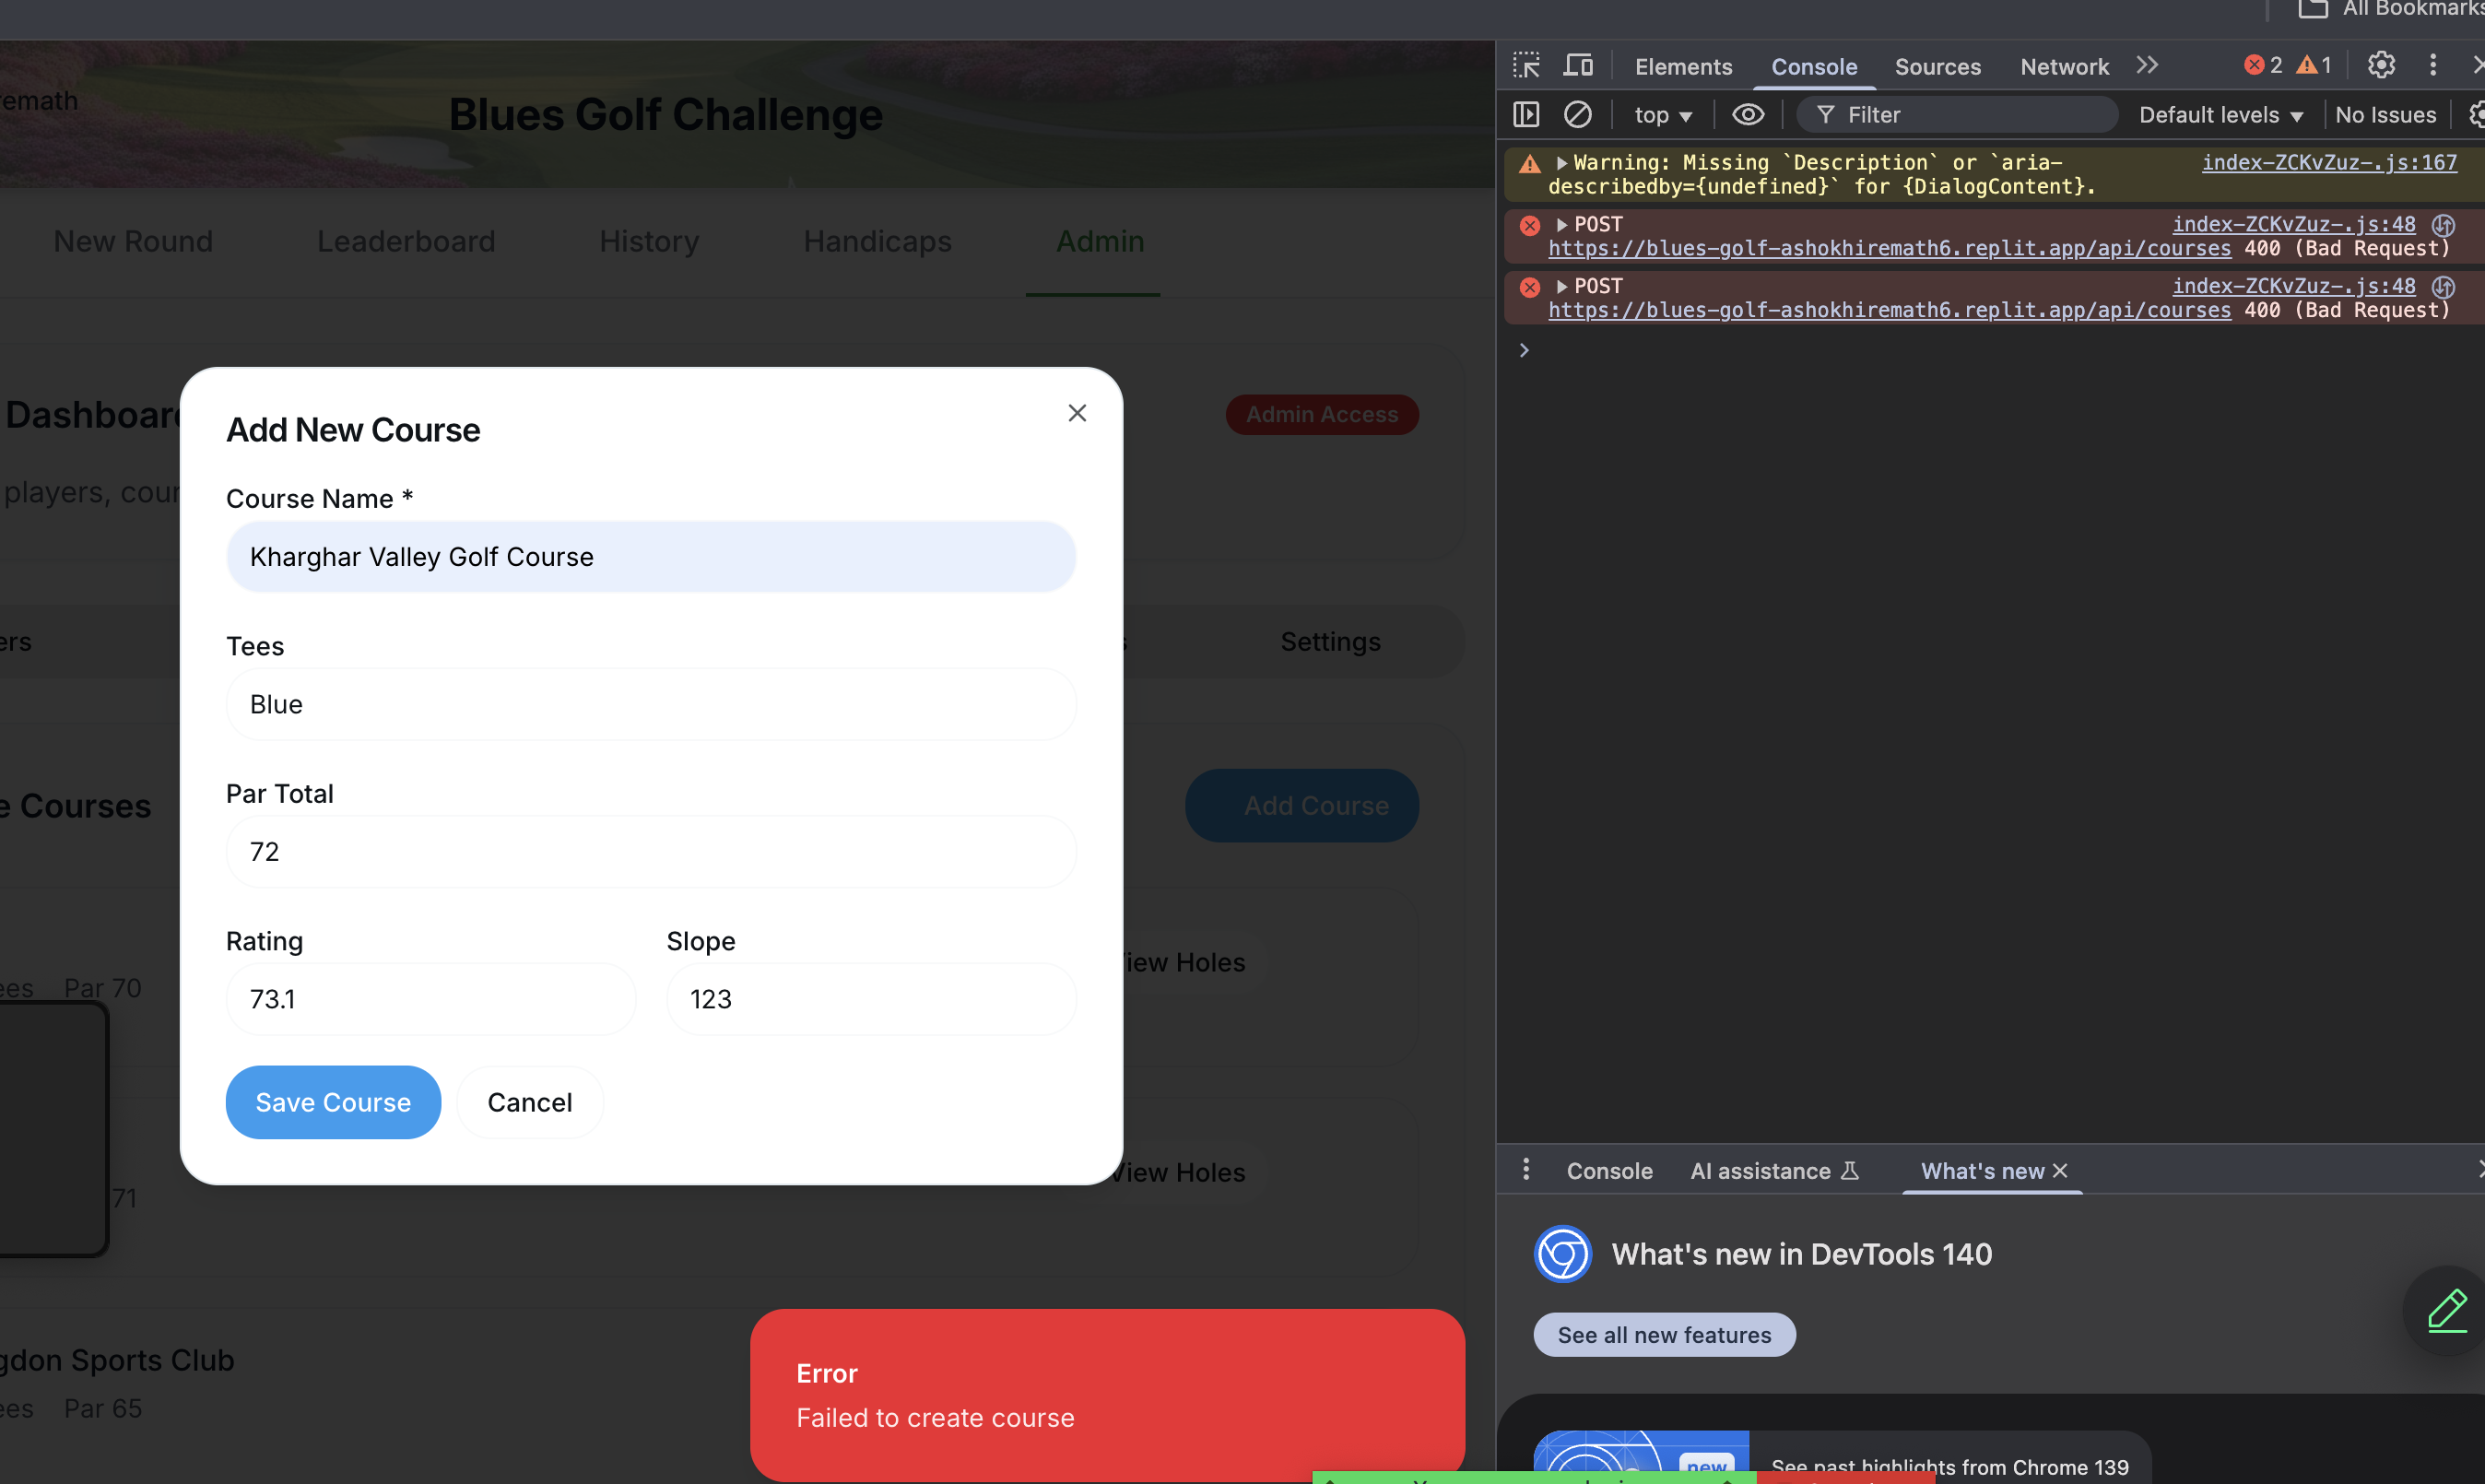 All Bookmarks
emath
Blues Golf Challenge
New Round
Leaderboard
History
Handicaps
Admin
Dashboard
Admin Access
players, cour
ers
Settings
e Courses
Add Course
View Holes
ees Par 70
View Holes
71
gdon Sports Club
ees Par 65
Add New Course
Course Name *
Kharghar Valley Golf Course
Tees
Blue
Par Total
72
Rating
Slope
73.1
123
Save Course
Cancel
Error
Failed to create course
Elements
Console
Sources
Network
2
1
top
Filter
Default levels
No Issues
Warning: Missing `Description` or `aria-
describedby={undefined}` for {DialogContent}.
index-ZCKvZuz-.js:167
POST
index-ZCKvZuz-.js:48
https://blues-golf-ashokhiremath6.replit.app/api/courses 400 (Bad Request)
POST
index-ZCKvZuz-.js:48
https://blues-golf-ashokhiremath6.replit.app/api/courses 400 (Bad Request)
Console
AI assistance
What's new
What's new in DevTools 140
See all new features
new
See past highlights from Chrome 139